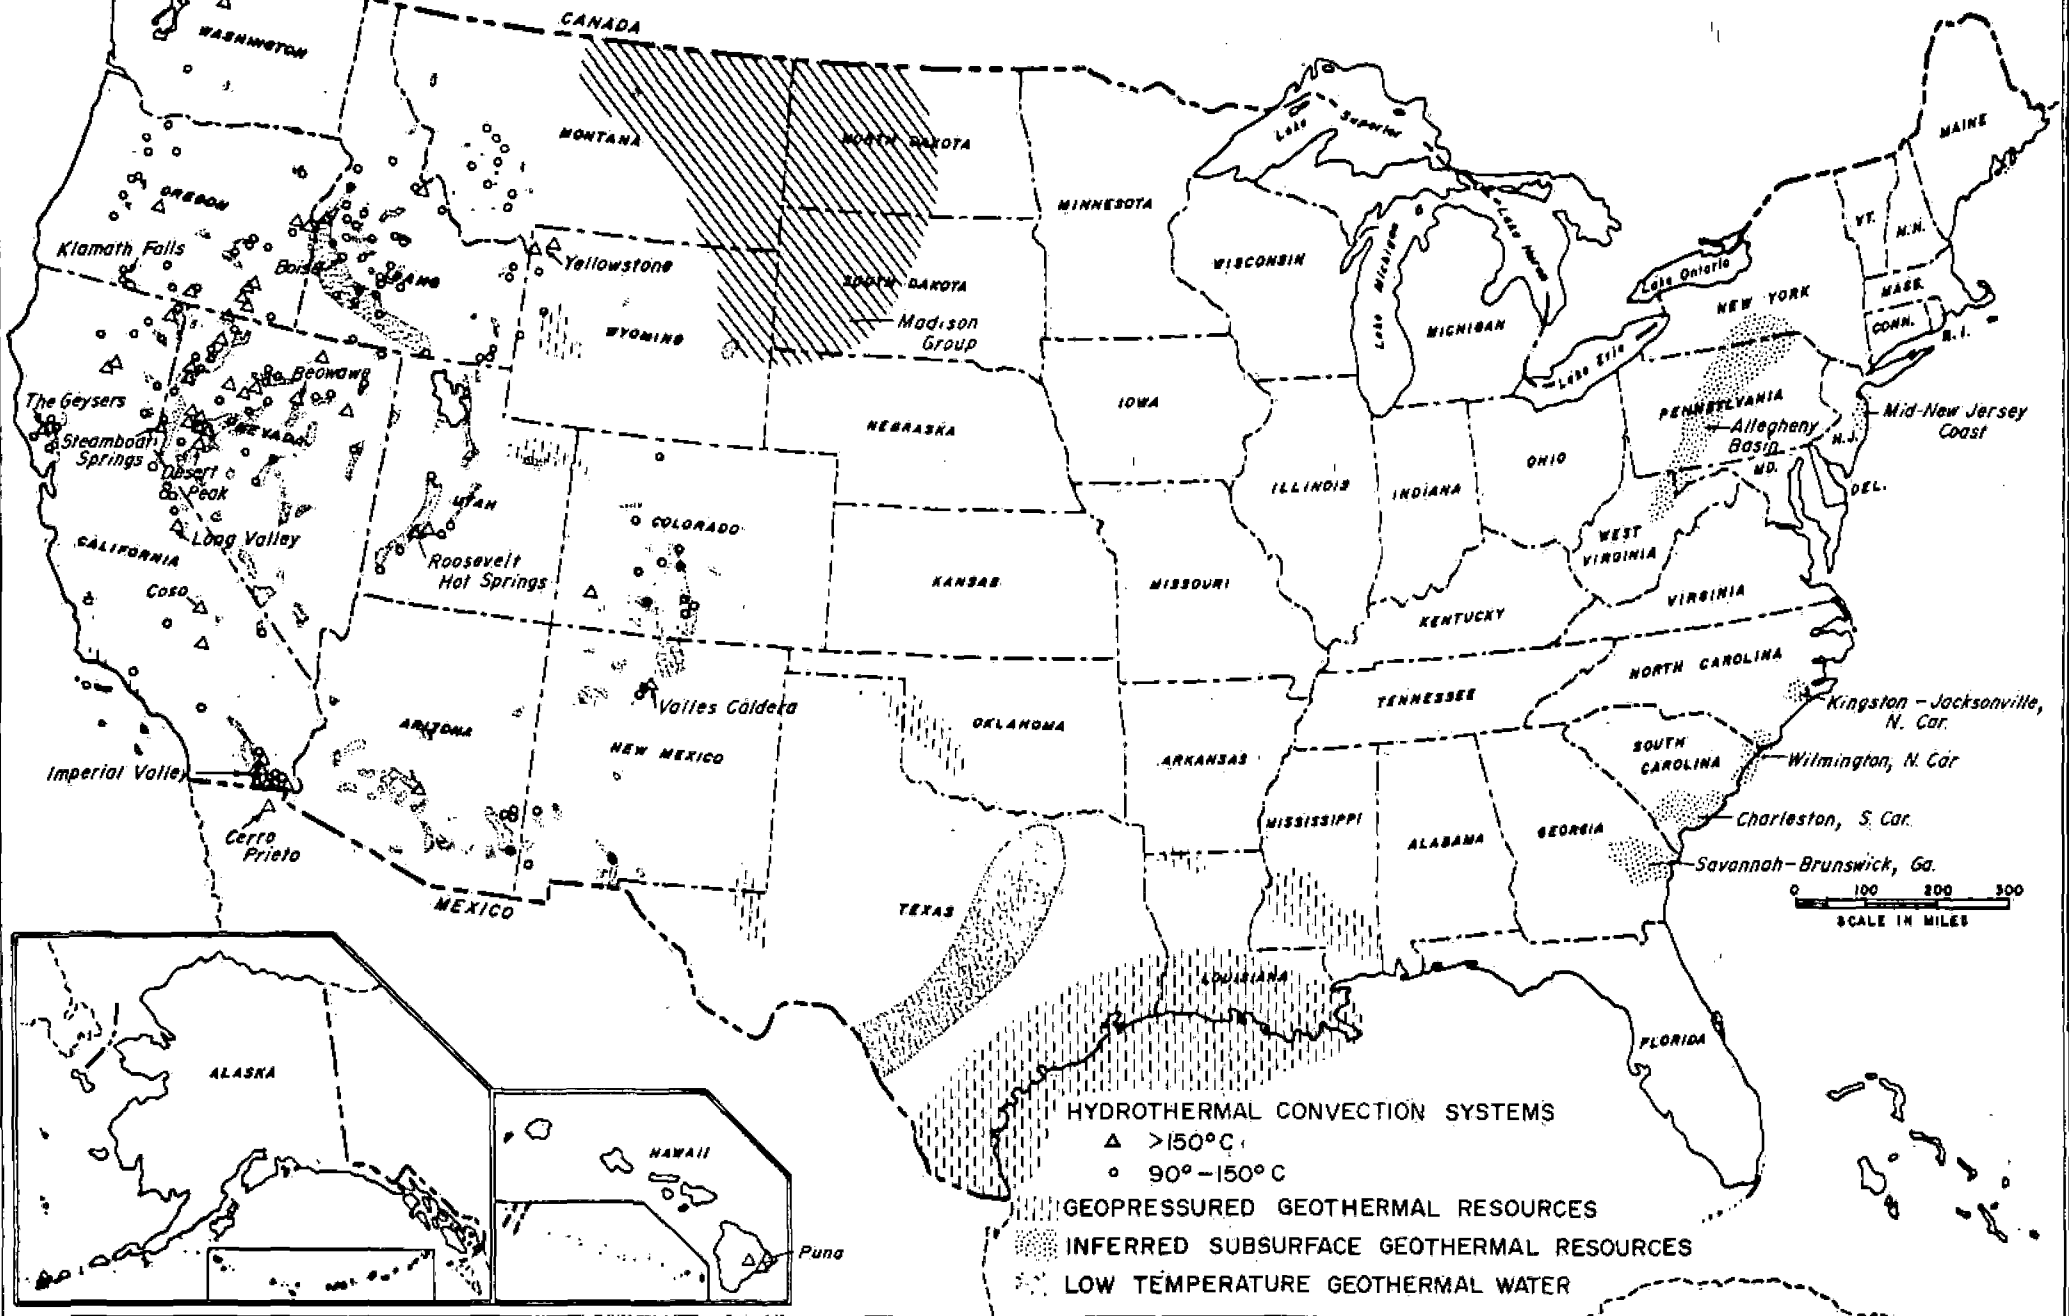 CANADA
WASHINGTON
MONTANA
NORTH DAKOTA
MINNESOTA
Lake Superior
MAINE
VT.
N.H.
OREGON
Klamath Falls
Boise
IDAHO
Yellowstone
WYOMING
SOUTH DAKOTA
Madison
Group
WISCONSIN
Lake Michigan
Lake Huron
MICHIGAN
Lake Ontario
Lake Erie
NEW YORK
MASS.
CONN.
R.I.
The Geysers
Steamboat
Springs
Beowawe
NEVADA
Desert
Peak
Long Valley
CALIFORNIA
Coso
UTAH
Roosevelt
Hot Springs
COLORADO
NEBRASKA
IOWA
ILLINOIS
INDIANA
OHIO
PENNSYLVANIA
Allegheny
Basin
N.J.
Mid-New Jersey
Coast
MD.
DEL.
WEST
VIRGINIA
VIRGINIA
KANSAS
MISSOURI
KENTUCKY
TENNESSEE
NORTH CAROLINA
Kingston-Jacksonville,
N. Car.
SOUTH
CAROLINA
Wilmington, N. Car
Charleston, S. Car.
Savannah-Brunswick, Ga.
Imperial Valley
Cerro
Prieto
ARIZONA
NEW MEXICO
Valles Caldera
OKLAHOMA
ARKANSAS
MISSISSIPPI
ALABAMA
GEORGIA
MEXICO
TEXAS
LOUISIANA
FLORIDA
0 100 200 300
SCALE IN MILES
ALASKA
HAWAII
Puna
HYDROTHERMAL CONVECTION SYSTEMS
>150°C
90°-150°C
GEOPRESSURED GEOTHERMAL RESOURCES
INFERRED SUBSURFACE GEOTHERMAL RESOURCES
LOW TEMPERATURE GEOTHERMAL WATER